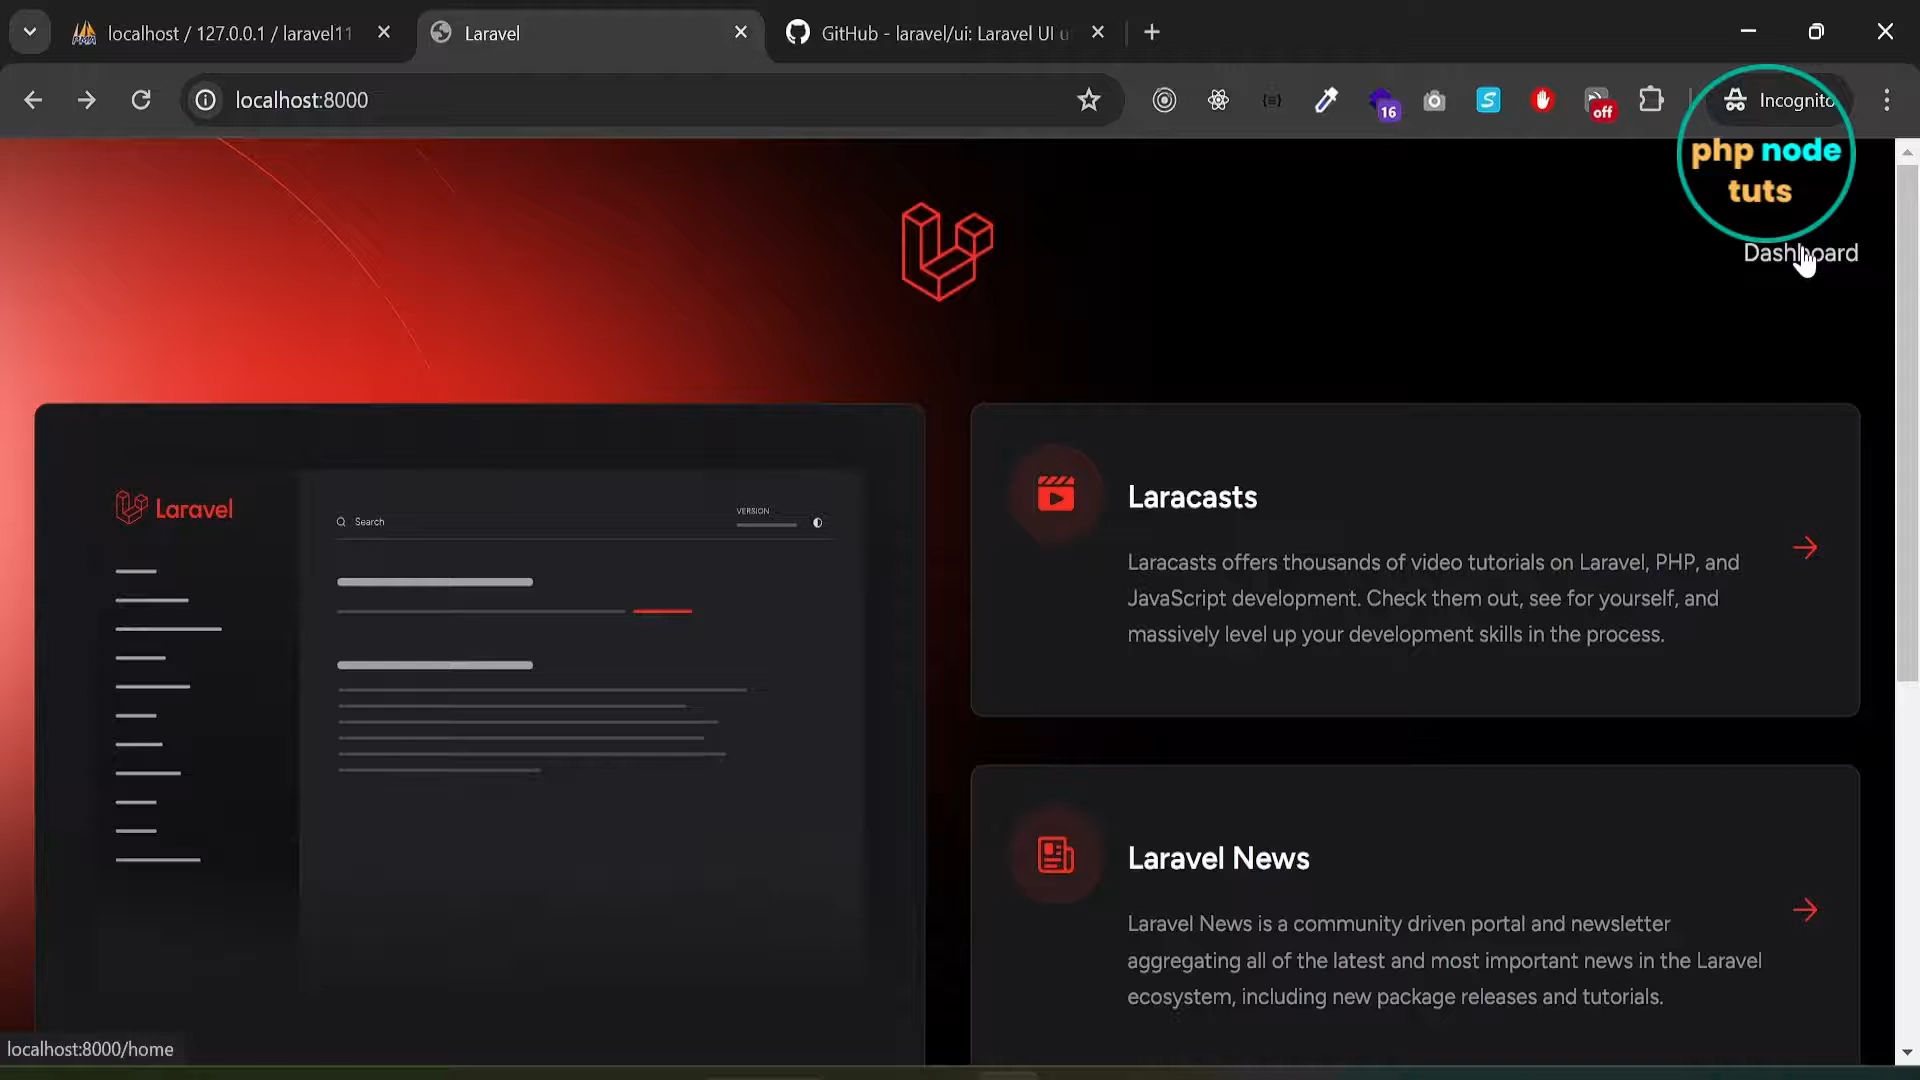 localhost / 127.0.0.1 / laravel11
Laravel
GitHub - laravel/ui: Laravel UI u
localhost:8000
16
off
Incognito
php node
tuts
Dashboard
Laravel
Search
VERSION
Laracasts
Laracasts offers thousands of video tutorials on Laravel, PHP, and
JavaScript development. Check them out, see for yourself, and
massively level up your development skills in the process.
Laravel News
Laravel News is a community driven portal and newsletter
aggregating all of the latest and most important news in the Laravel
ecosystem, including new package releases and tutorials.
localhost:8000/home